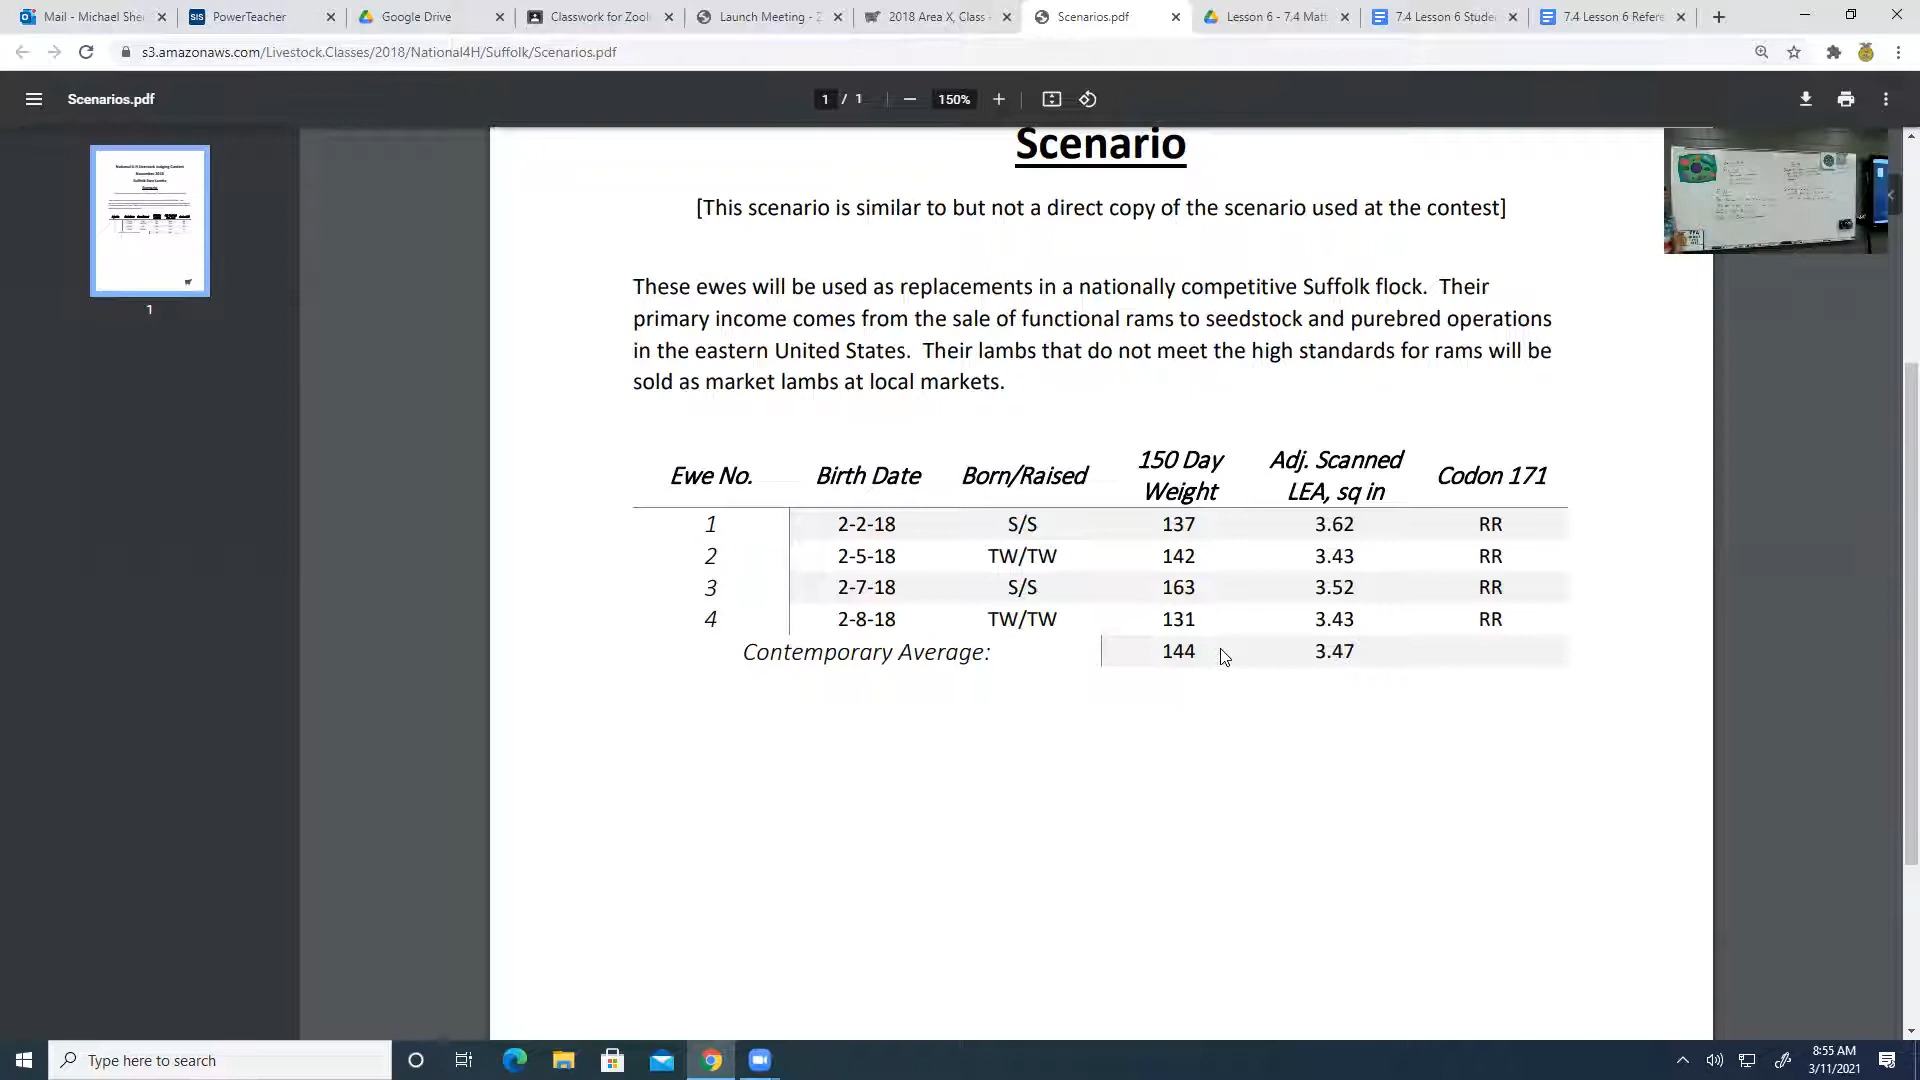 Mail - Michael She
PowerTeacher
Google Drive
Classwork for Zool
Launch Meeting - Z
2018 Area X, Class -
Scenarios.pdf
Lesson 6 - 7.4 Matt
7.4 Lesson 6 Stude
7.4 Lesson 6 Refere
s3.amazonaws.com/Livestock.Classes/2018/National4H/Suffolk/Scenarios.pdf
Scenarios.pdf
1 / 1
150%
Scenario
[This scenario is similar to but not a direct copy of the scenario used at the contest]
These ewes will be used as replacements in a nationally competitive Suffolk flock. Their
primary income comes from the sale of functional rams to seedstock and purebred operations
in the eastern United States. Their lambs that do not meet the high standards for rams will be
sold as market lambs at local markets.
Ewe No. Birth Date Born/Raised 150 Day Weight Adj. Scanned LEA, sq in Codon 171
1 2-2-18 S/S 137 3.62 RR
2 2-5-18 TW/TW 142 3.43 RR
3 2-7-18 S/S 163 3.52 RR
4 2-8-18 TW/TW 131 3.43 RR
Contemporary Average: 144 3.47
1
Type here to search
8:55 AM
3/11/2021